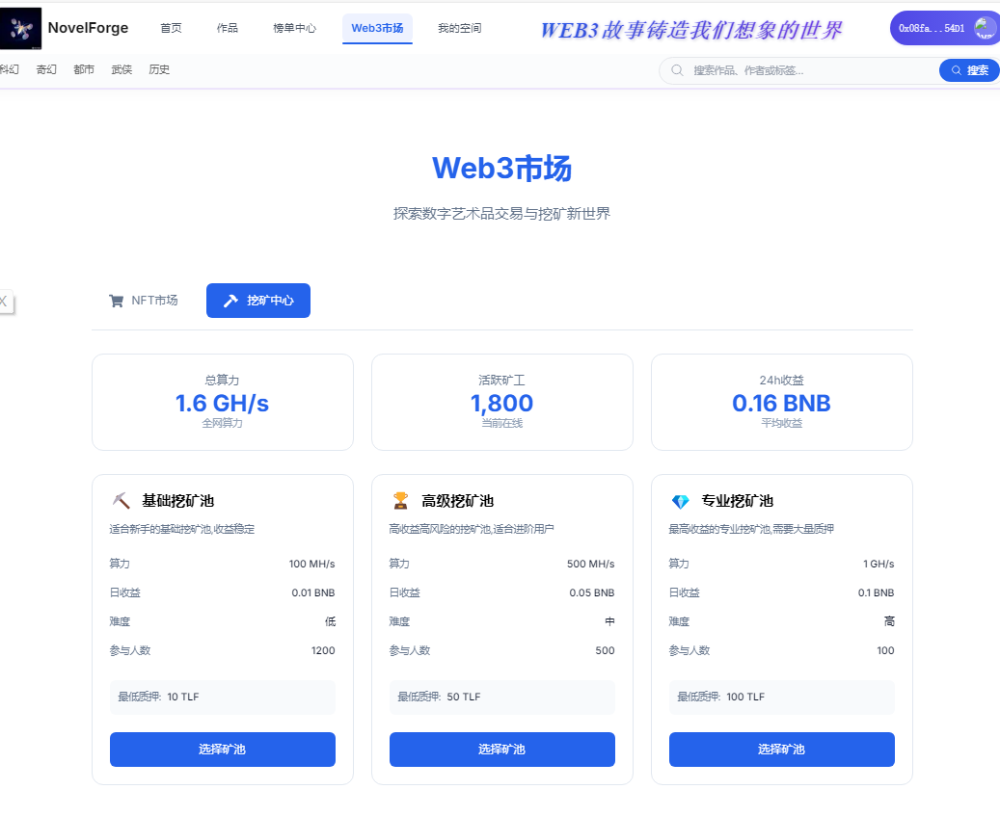 NovelForge 首页 作品 榜单中心 Web3市场 我的空间 WEB3故事铸造我们想象的世界 0x08fa...54D1
科幻 奇幻 都市 武侠 历史 搜索作品、作者或标签... 搜索
Web3市场
探索数字艺术品交易与挖矿新世界
X
NFT市场 挖矿中心
总算力 活跃矿工 24h收益
1.6 GH/s 1,800 0.16 BNB
全网算力 当前在线 平均收益
基础挖矿池 高级挖矿池 专业挖矿池
适合新手的基础挖矿池,收益稳定 高收益高风险的挖矿池,适合进阶用户 最高收益的专业挖矿池,需要大量质押
算力 100 MH/s 算力 500 MH/s 算力 1 GH/s
日收益 0.01 BNB 日收益 0.05 BNB 日收益 0.1 BNB
难度 低 难度 中 难度 高
参与人数 1200 参与人数 500 参与人数 100
最低质押: 10 TLF 最低质押: 50 TLF 最低质押: 100 TLF
选择矿池 选择矿池 选择矿池